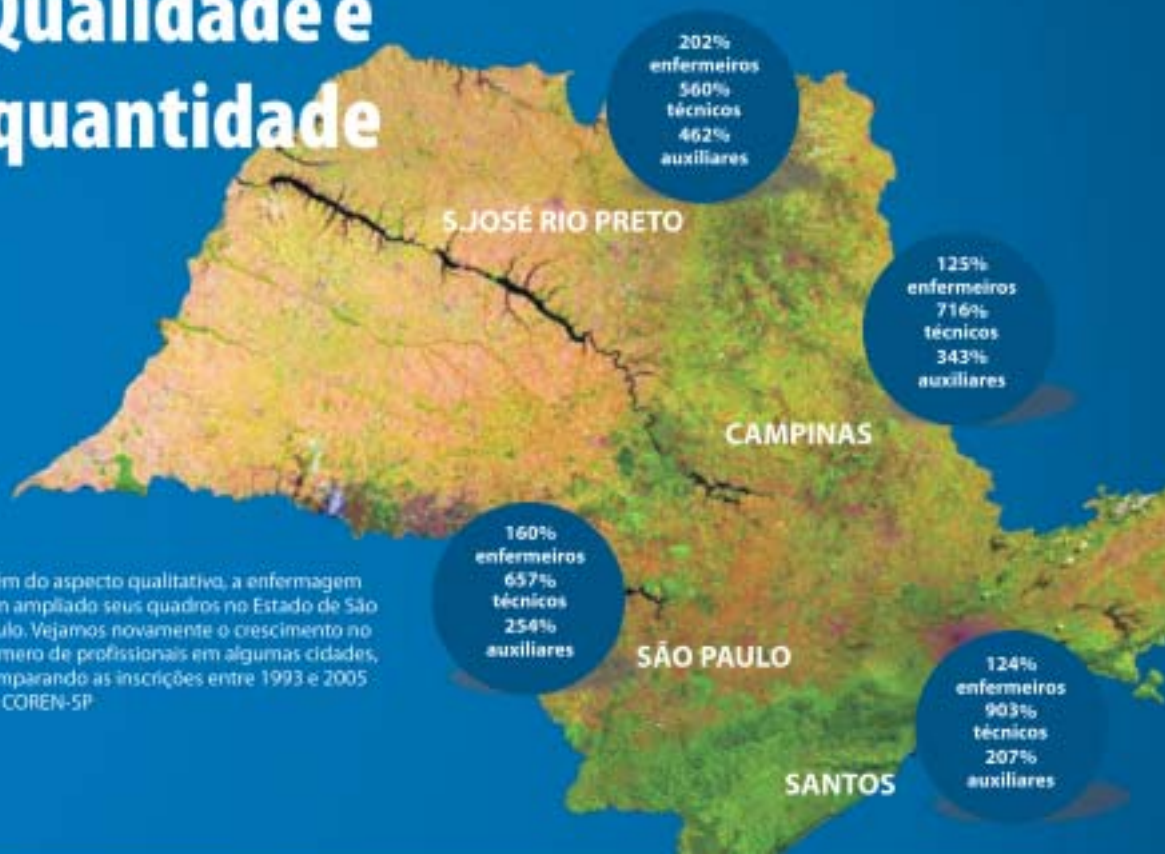 Qualidade e
quantidade
202%
enfermeiros
560%
técnicos
462%
auxiliares
S.JOSÉ RIO PRETO
125%
enfermeiros
716%
técnicos
343%
auxiliares
CAMPINAS
160%
enfermeiros
657%
técnicos
254%
auxiliares
SÃO PAULO
124%
enfermeiros
903%
técnicos
207%
auxiliares
SANTOS
do aspecto qualitativo, a enfermagem
ampliado seus quadros no Estado de São
Vejamos novamente o crescimento no
de profissionais em algumas cidades,
as inscrições entre 1993 e 2005
COREN-SP